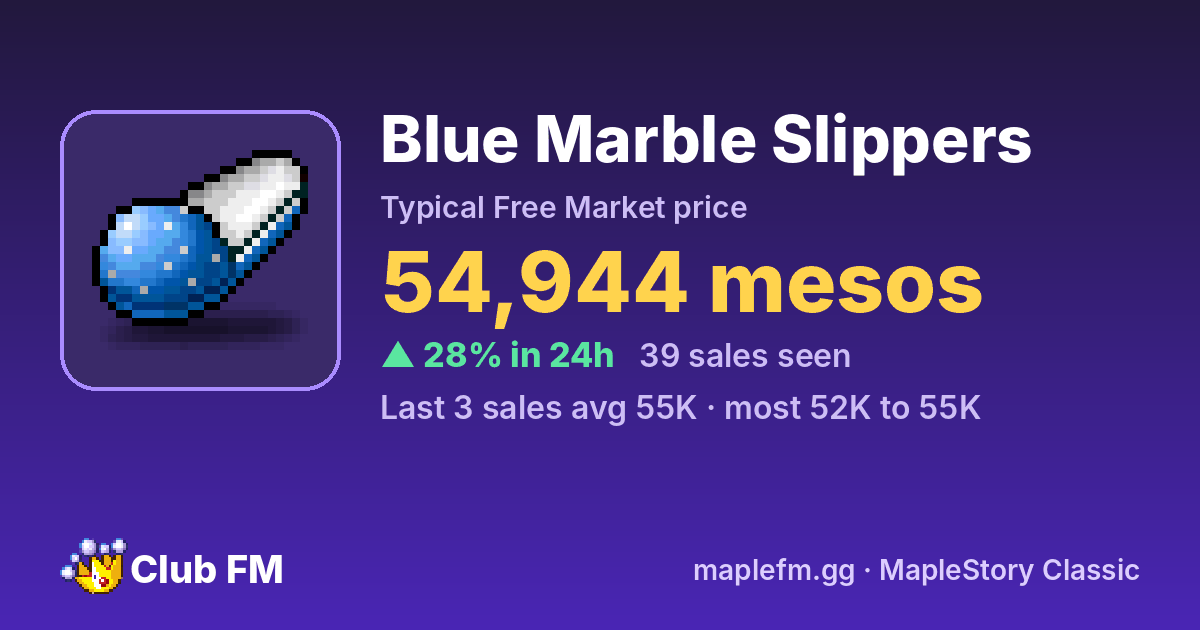 Blue Marble Slippers
Typical Free Market price
54,944 mesos
▲ 28% in 24h 39 sales seen
Last 3 sales avg 55K · most 52K to 55K
Club FM
maplefm.gg · MapleStory Classic